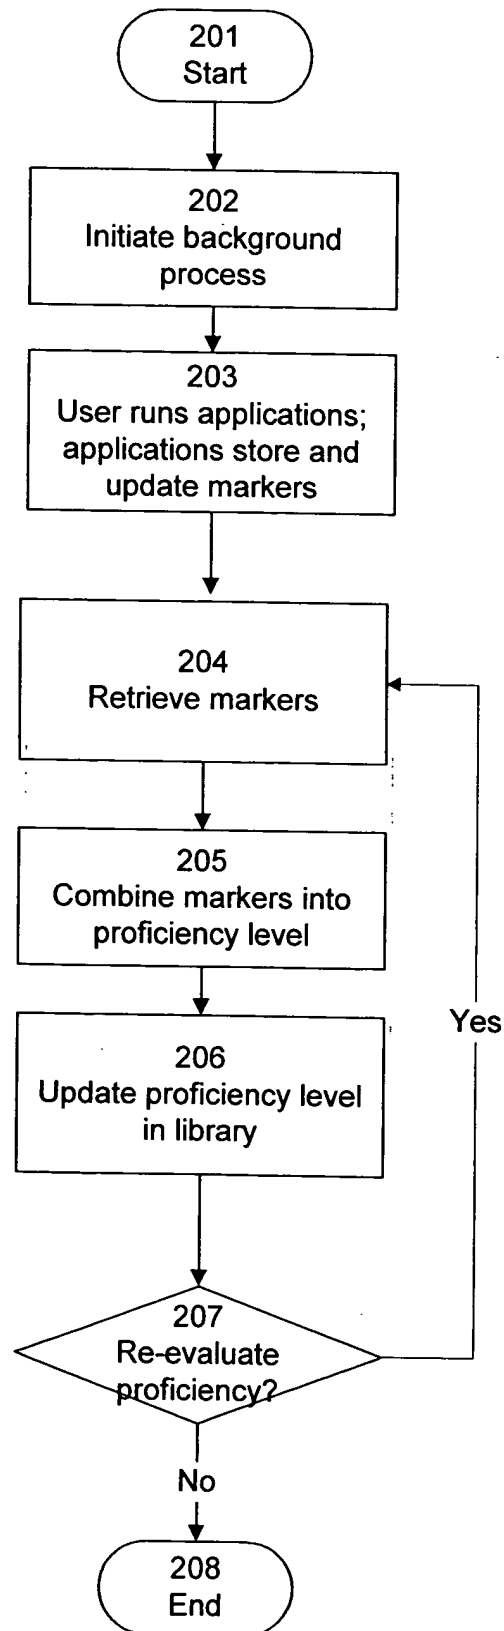 201
Start
202
Initiate background
process
203
User runs applications;
applications store and
update markers
204
Retrieve markers
205
Combine markers into
proficiency level
206
Update proficiency level
in library
Yes
207
Re-evaluate
proficiency?
No
208
End